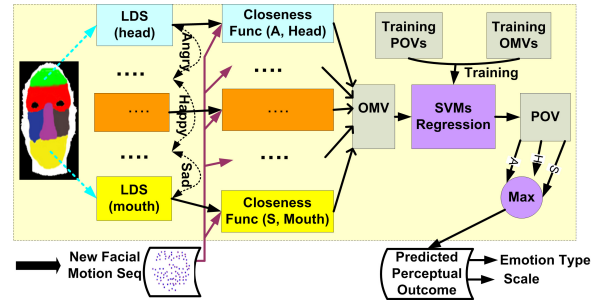 LDS
(head)
Closeness
Func (A, Head)
Training
POVs
Training
OMVs
Angry
Training
....
....
Happy
....
....
OMV
SVMs
Regression
POV
....
....
Sad
A
H
S
LDS
(mouth)
Closeness
Func (S, Mouth)
Max
New Facial
Motion Seq
Predicted
Perceptual
Outcome
Emotion Type
Scale